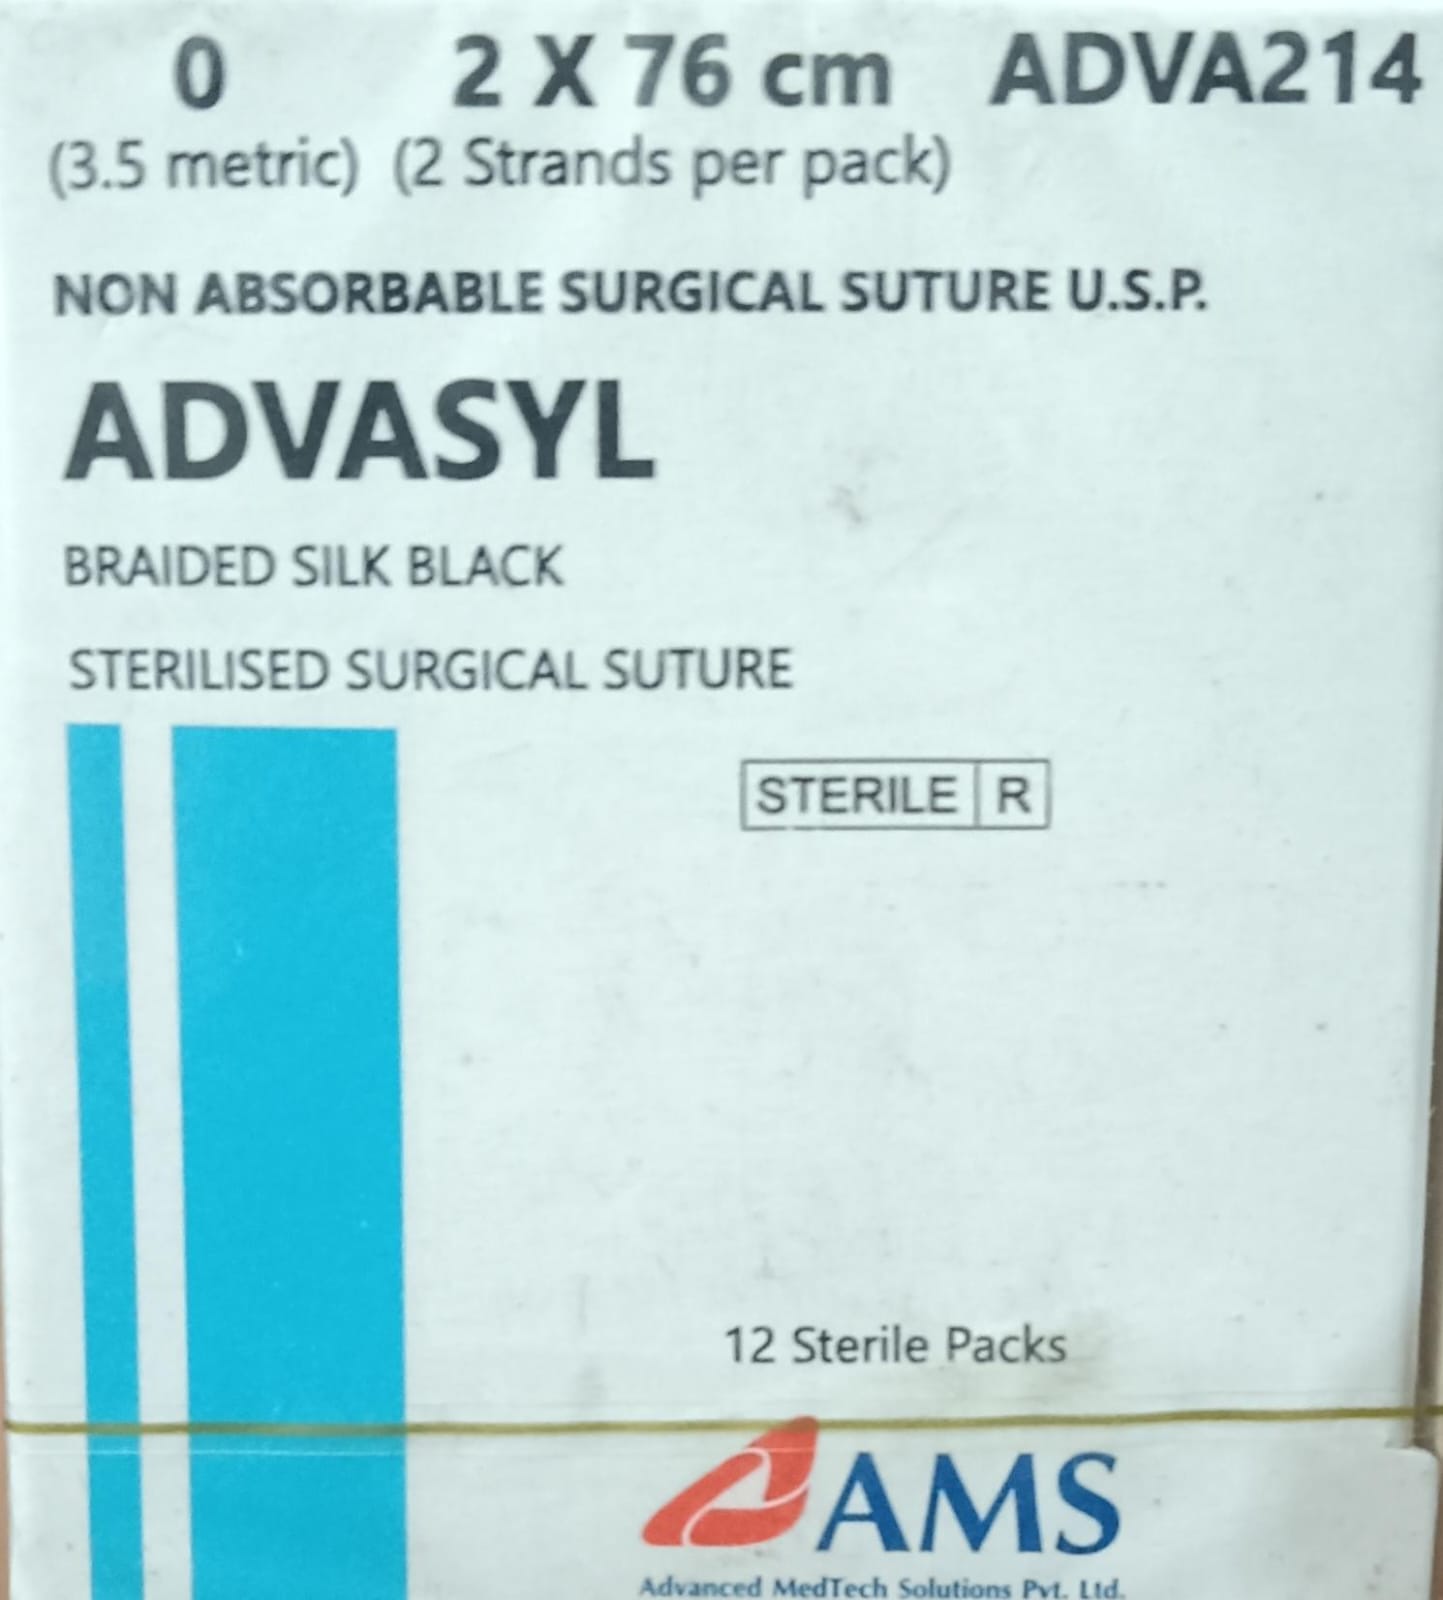 0 2 X 76 cm ADVA214
(3.5 metric) (2 Strands per pack)
NON ABSORBABLE SURGICAL SUTURE U.S.P.
ADVASYL
BRAIDED SILK BLACK
STERILISED SURGICAL SUTURE
STERILE R
12 Sterile Packs
AMS
Advanced MedTech Solutions Pvt. Ltd.